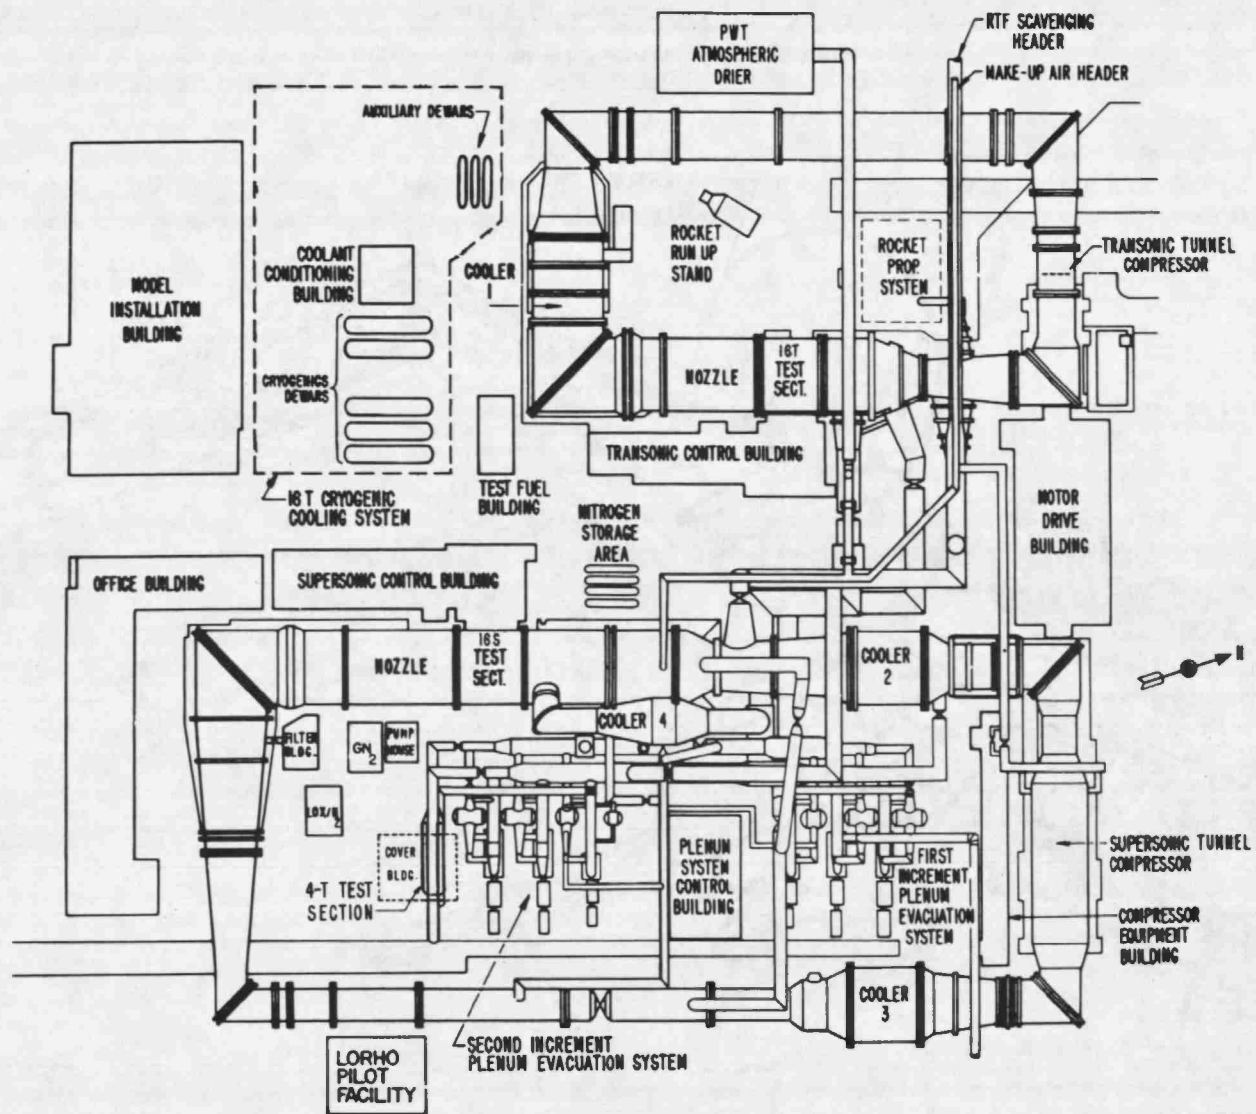 PWT
ATMOSPHERIC
DRIER
RTF SCAVENGING
HEADER
MAKE-UP AIR HEADER
AUXILIARY DEWARS
ROCKET
RUN UP
STAND
ROCKET
PROP.
SYSTEM
TRANSONIC TUNNEL
COMPRESSOR
COOLANT
CONDITIONING
BUILDING
COOLER
MODEL
INSTALLATION
BUILDING
CRYOGENICS
DEWARS
NOZZLE
16T
TEST
SECT.
TRANSONIC CONTROL BUILDING
TEST FUEL
BUILDING
16 T CRYOGENIC
COOLING SYSTEM
NITROGEN
STORAGE
AREA
MOTOR
DRIVE
BUILDING
OFFICE BUILDING
SUPERSONIC CONTROL BUILDING
NOZZLE
16S
TEST
SECT.
COOLER
2
N
COOLER 4
FILTER
BLDG.
GN
2
PUMP
HOUSE
COVER
BLDG.
4-T TEST
SECTION
PLENUM
SYSTEM
CONTROL
BUILDING
FIRST
INCREMENT
PLENUM
EVACUATION
SYSTEM
SUPERSONIC TUNNEL
COMPRESSOR
COMPRESSOR
EQUIPMENT
BUILDING
COOLER
3
SECOND INCREMENT
PLENUM EVACUATION SYSTEM
LORHO
PILOT
FACILITY